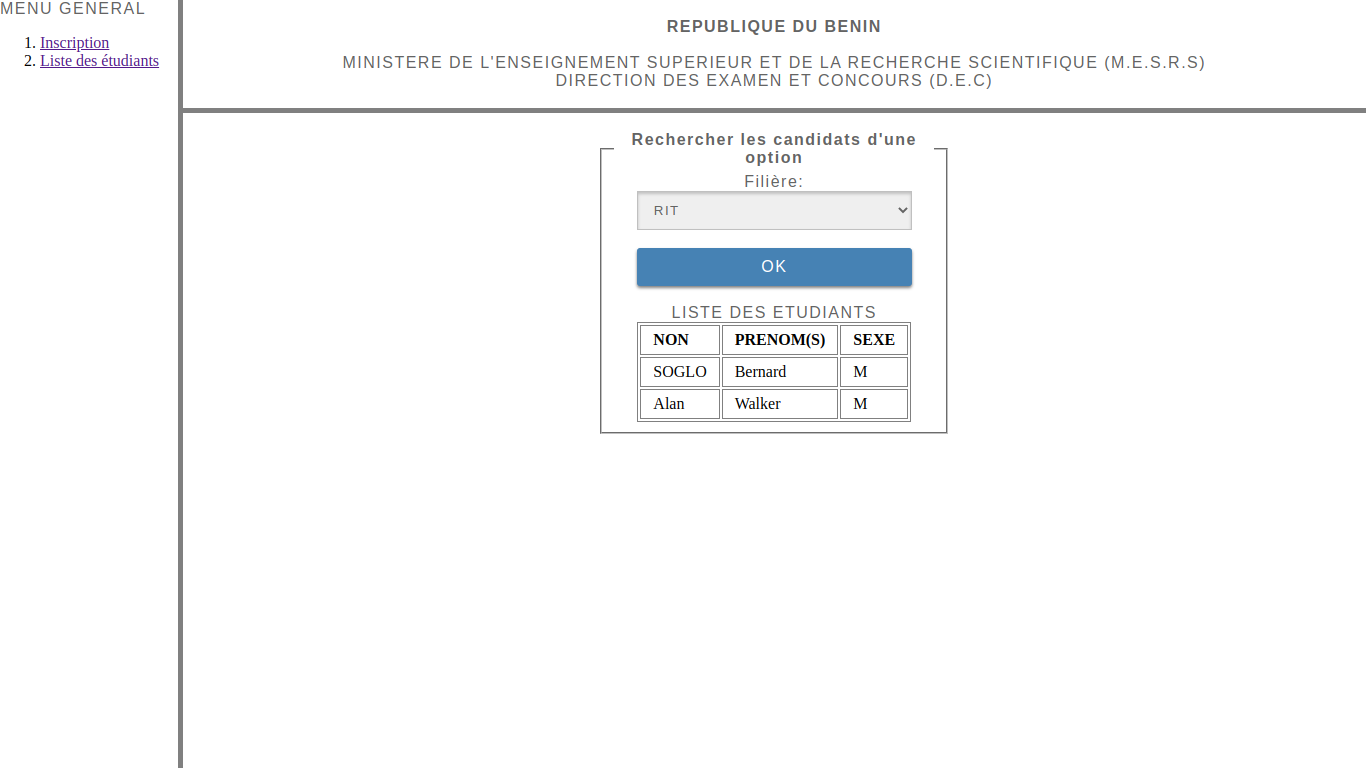 MENU GENERAL
1. Inscription
2. Liste des étudiants
REPUBLIQUE DU BENIN
MINISTERE DE L'ENSEIGNEMENT SUPERIEUR ET DE LA RECHERCHE SCIENTIFIQUE (M.E.S.R.S)
DIRECTION DES EXAMEN ET CONCOURS (D.E.C)
Rechercher les candidats d'une
option
Filière:
RIT
OK
LISTE DES ETUDIANTS
NON PRENOM(S) SEXE
SOGLO Bernard M
Alan Walker M